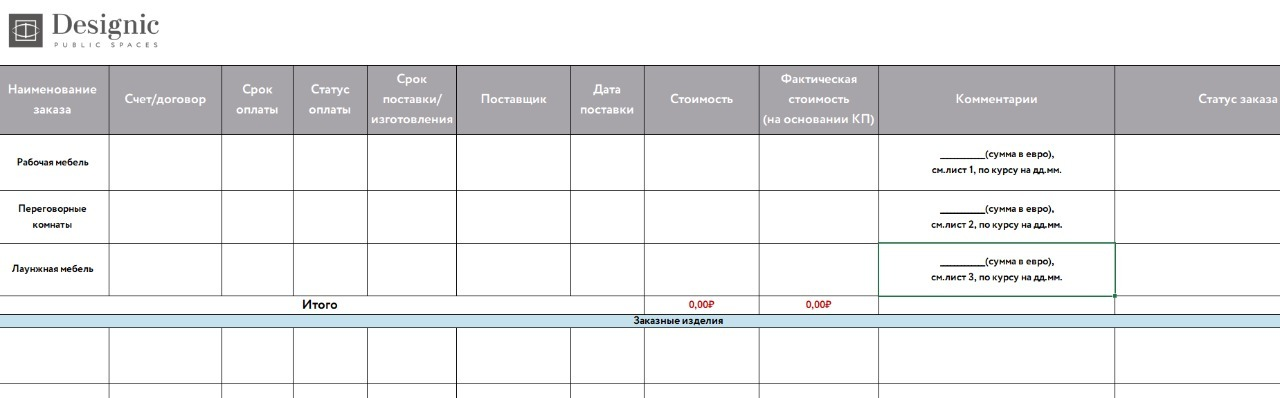 Designic
PUBLIC SPACES
Наименование
заказа
Счет/договор
Срок
оплаты
Статус
оплаты
Срок
поставки/
изготовления
Поставщик
Дата
поставки
Стоимость
Фактическая
стоимость
(на основании КП)
Комментарии
Статус заказа
Рабочая мебель
_________(сумма в евро),
см.лист 1, по курсу на дд.мм.
Переговорные
комнаты
_________(сумма в евро),
см.лист 2, по курсу на дд.мм.
Лаунжная мебель
_________(сумма в евро),
см.лист 3, по курсу на дд.мм.
Итого
0,00₽
0,00₽
Заказные изделия